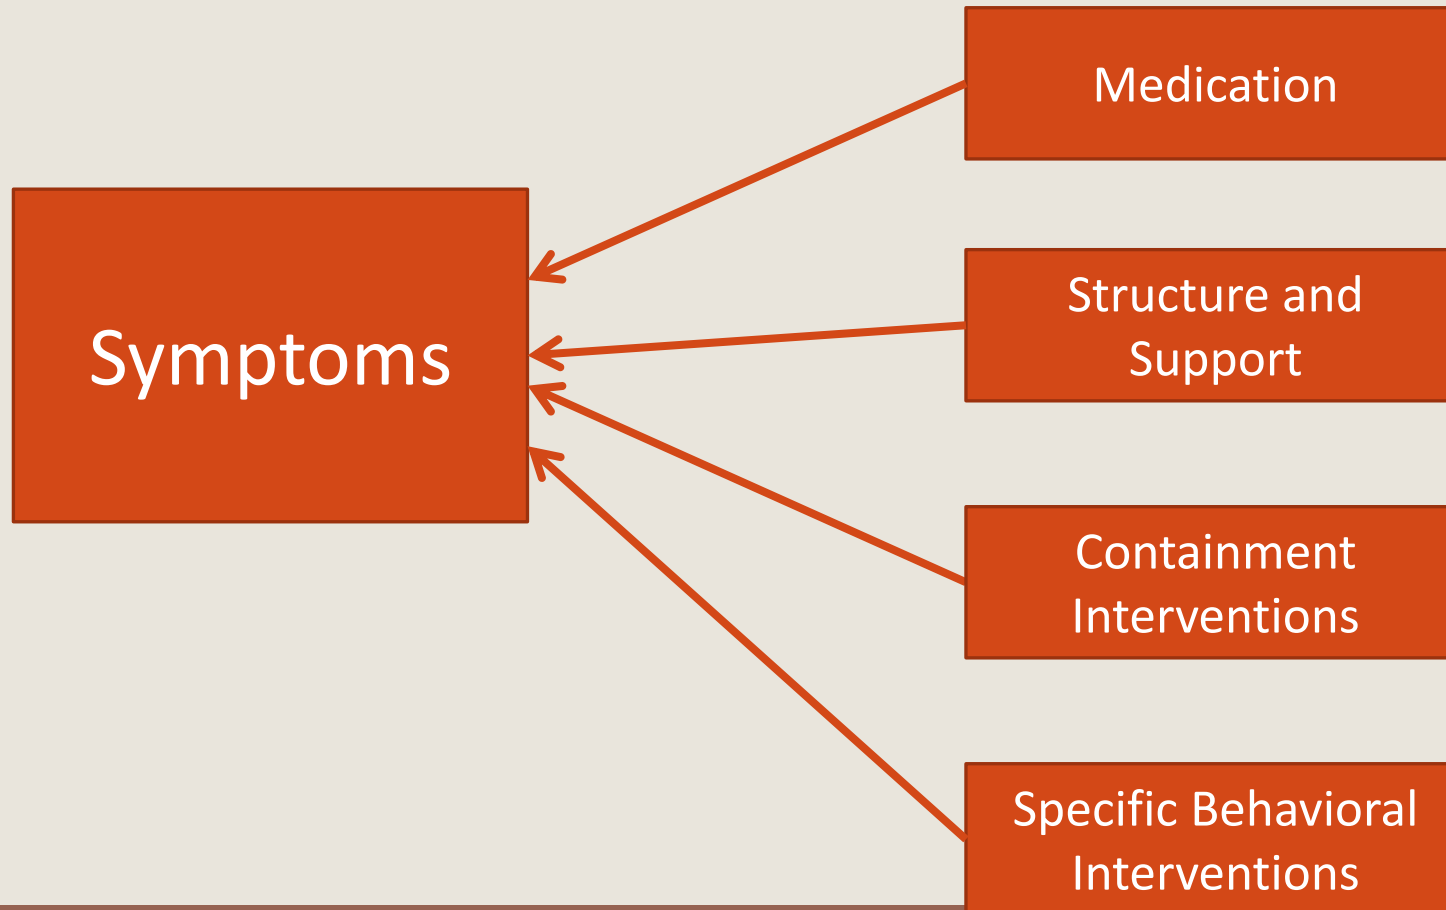 Medication
Structure and
Support
Symptoms
Containment
Interventions
Specific Behavioral
Interventions